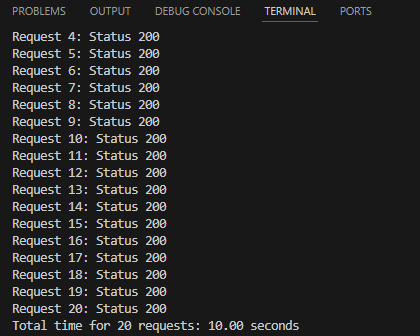 PROBLEMS OUTPUT DEBUG CONSOLE TERMINAL PORTS
Request 4: Status 200
Request 5: Status 200
Request 6: Status 200
Request 7: Status 200
Request 8: Status 200
Request 9: Status 200
Request 10: Status 200
Request 11: Status 200
Request 12: Status 200
Request 13: Status 200
Request 14: Status 200
Request 15: Status 200
Request 16: Status 200
Request 17: Status 200
Request 18: Status 200
Request 19: Status 200
Request 20: Status 200
Total time for 20 requests: 10.00 seconds